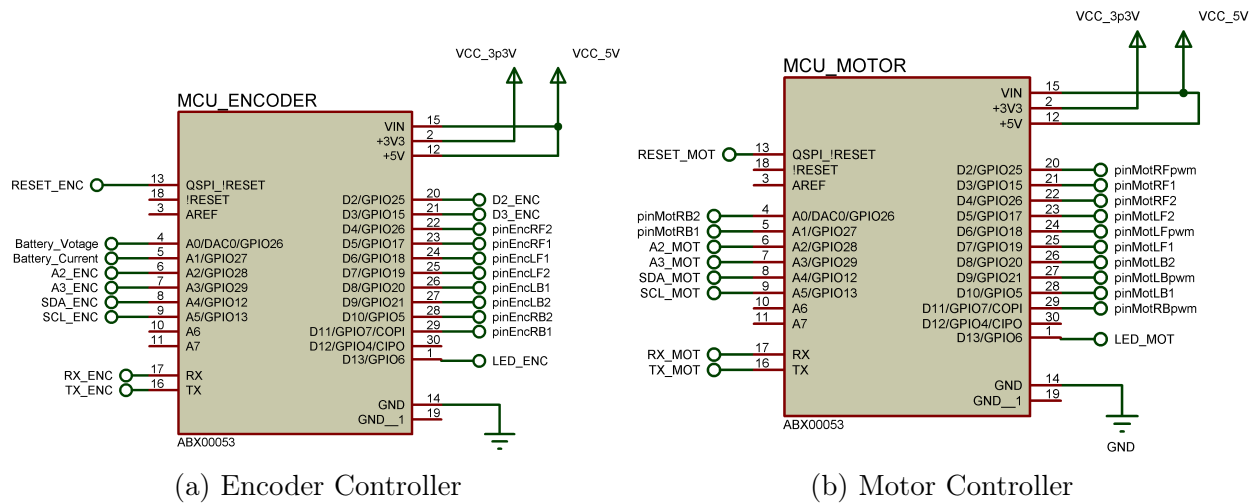 VCC_3p3V VCC_5V
MCU_ENCODER
VIN 15
+3V3 2
+5V 12
RESET_ENC 13 QSPI_!RESET
18 !RESET
3 AREF
D2/GPIO25 20 D2_ENC
D3/GPIO15 21 D3_ENC
D4/GPIO26 22 pinEncRF2
D5/GPIO17 23 pinEncRF1
D6/GPIO18 24 pinEncLF1
D7/GPIO19 25 pinEncLF2
D8/GPIO20 26 pinEncLB1
D9/GPIO21 27 pinEncLB2
D10/GPIO5 28 pinEncRB2
D11/GPIO7/COPI 29 pinEncRB1
D12/GPIO4/CIPO 30
D13/GPIO6 1 LED_ENC
Battery_Votage 4 A0/DAC0/GPIO26
Battery_Current 5 A1/GPIO27
A2_ENC 6 A2/GPIO28
A3_ENC 7 A3/GPIO29
SDA_ENC 8 A4/GPIO12
SCL_ENC 9 A5/GPIO13
10 A6
11 A7
RX_ENC 17 RX
TX_ENC 16 TX
GND 14
GND__1 19
ABX00053
(a) Encoder Controller
VCC_3p3V VCC_5V
MCU_MOTOR
VIN 15
+3V3 2
+5V 12
RESET_MOT 13 QSPI_!RESET
18 !RESET
3 AREF
D2/GPIO25 20 pinMotRFpwm
D3/GPIO15 21 pinMotRF1
D4/GPIO26 22 pinMotRF2
D5/GPIO17 23 pinMotLF2
D6/GPIO18 24 pinMotLFpwm
D7/GPIO19 25 pinMotLF1
D8/GPIO20 26 pinMotLB2
D9/GPIO21 27 pinMotLBpwm
D10/GPIO5 28 pinMotLB1
D11/GPIO7/COPI 29 pinMotRBpwm
D12/GPIO4/CIPO 30
D13/GPIO6 1 LED_MOT
pinMotRB2 4 A0/DAC0/GPIO26
pinMotRB1 5 A1/GPIO27
A2_MOT 6 A2/GPIO28
A3_MOT 7 A3/GPIO29
SDA_MOT 8 A4/GPIO12
SCL_MOT 9 A5/GPIO13
10 A6
11 A7
RX_MOT 17 RX
TX_MOT 16 TX
GND 14
GND__1 19
ABX00053
GND
(b) Motor Controller